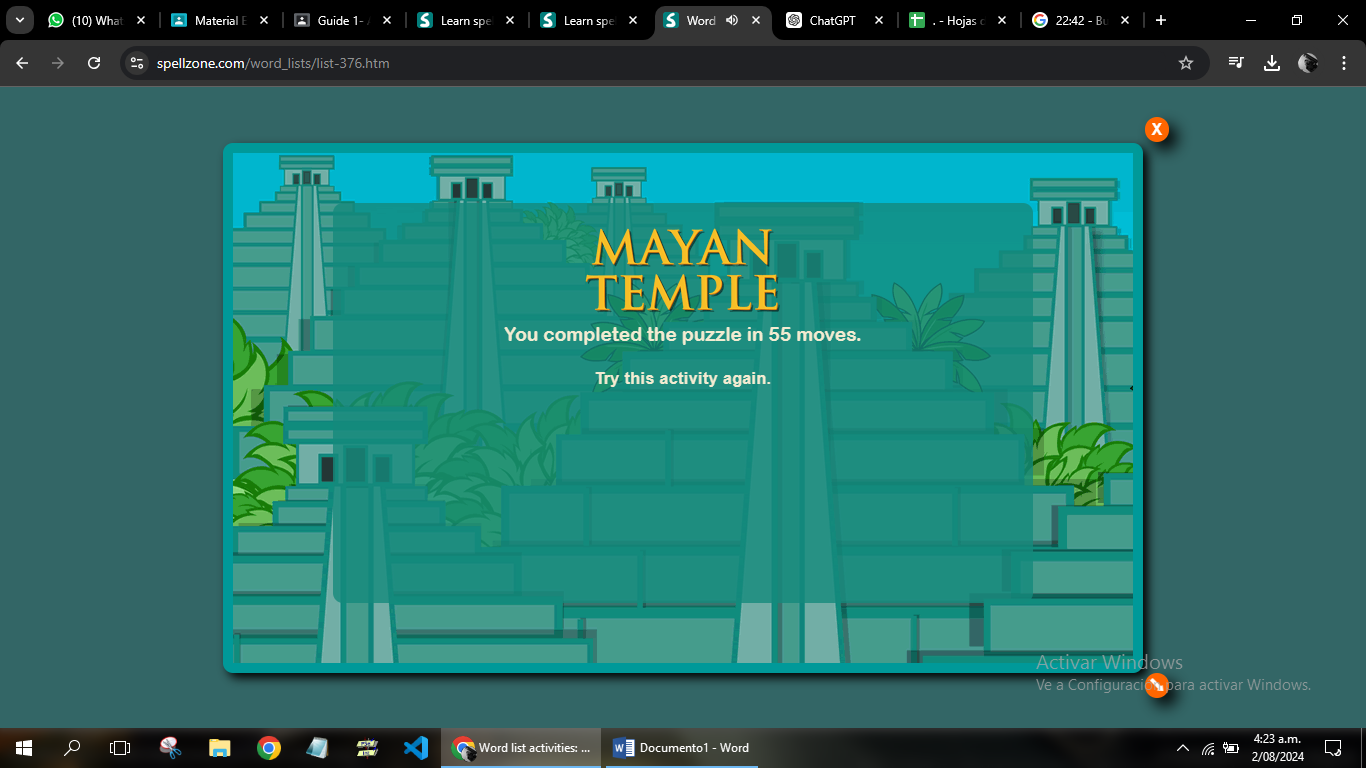 (10) What
Material E
Guide 1-
Learn spe
Learn spe
Word
ChatGPT
. - Hojas c
22:42 - Bu
spellzone.com/word_lists/list-376.htm
X
MAYAN
TEMPLE
You completed the puzzle in 55 moves.
Try this activity again.
Activar Windows
Ve a Configuración para activar Windows.
Word list activities: ...
Documento1 - Word
4:23 a.m.
2/08/2024